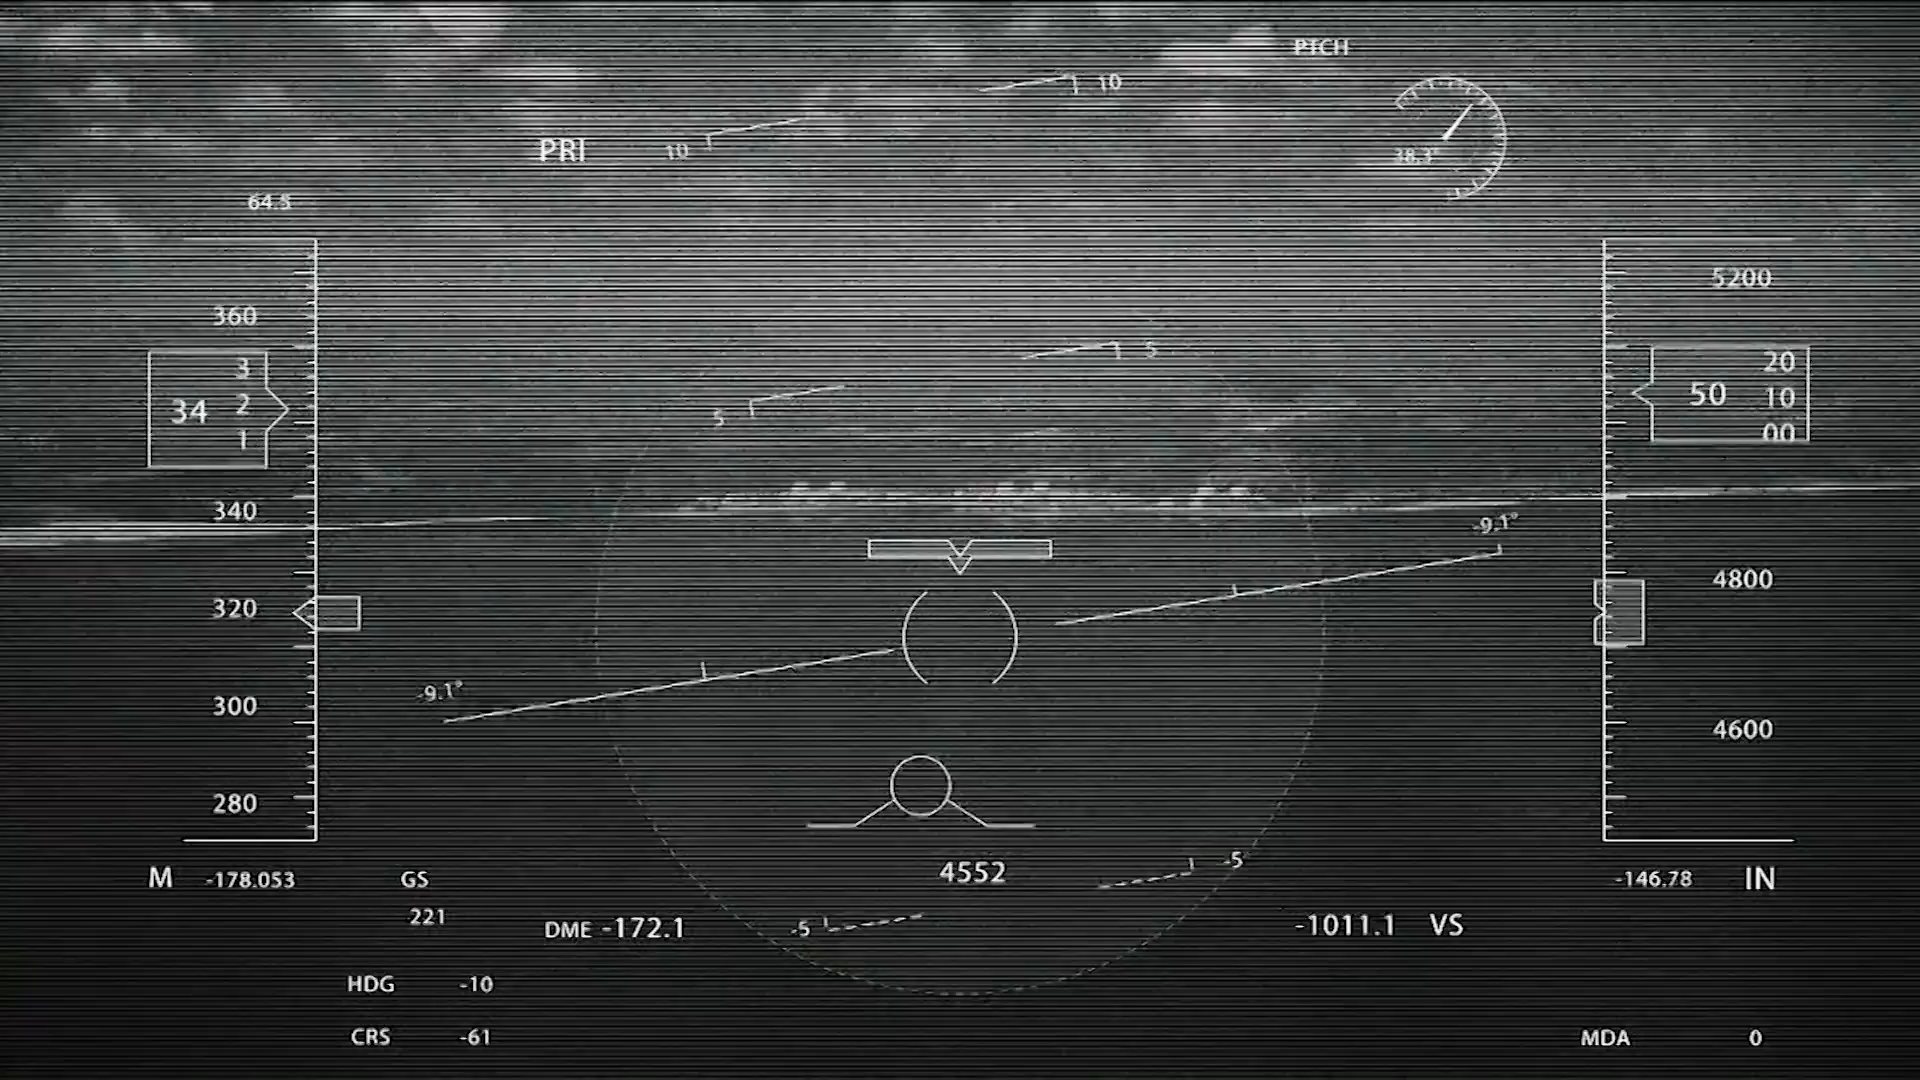 PTCH
10
PRI
10
38.3°
64.5
5200
360
3
20
5
34
2
50
10
5
1
00
340
-9.1°
4800
320
-9.1°
300
4600
280
4552
-5
M -178.053
GS
-146.78 IN
221
DME -172.1
-5
-1011.1 VS
HDG -10
CRS -61
MDA 0